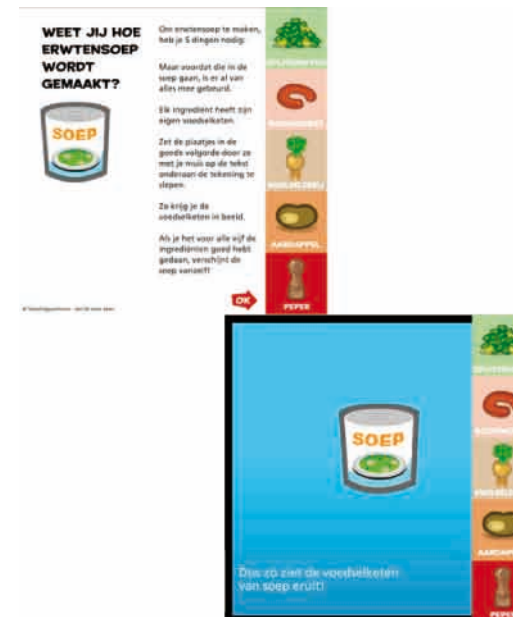 WEET JIJ HOE
ERWTENSOEP
WORDT
GEMAAKT?
SOEP
Om erwtensoep te maken,
heb je 5 dingen nodig:
Maar voordat die in de
soep gaan, is er al van
alles mee gebeurd.
Elk ingrediënt heeft zijn
eigen voedselketen.
Zet de plaatjes in de
goede volgorde door ze
met je muis op de tekst
onderaan de tekening te
slepen.
Zo krijg je de
voedselketen in beeld.
Als je het voor alle vijf de
ingrediënten goed hebt
gedaan, verschijnt de
soep vanzelf!
OK
AARDAPPEL
PEPER
SOEP
Dus zo ziet de voedselketen
van soep eruit!
PEPER